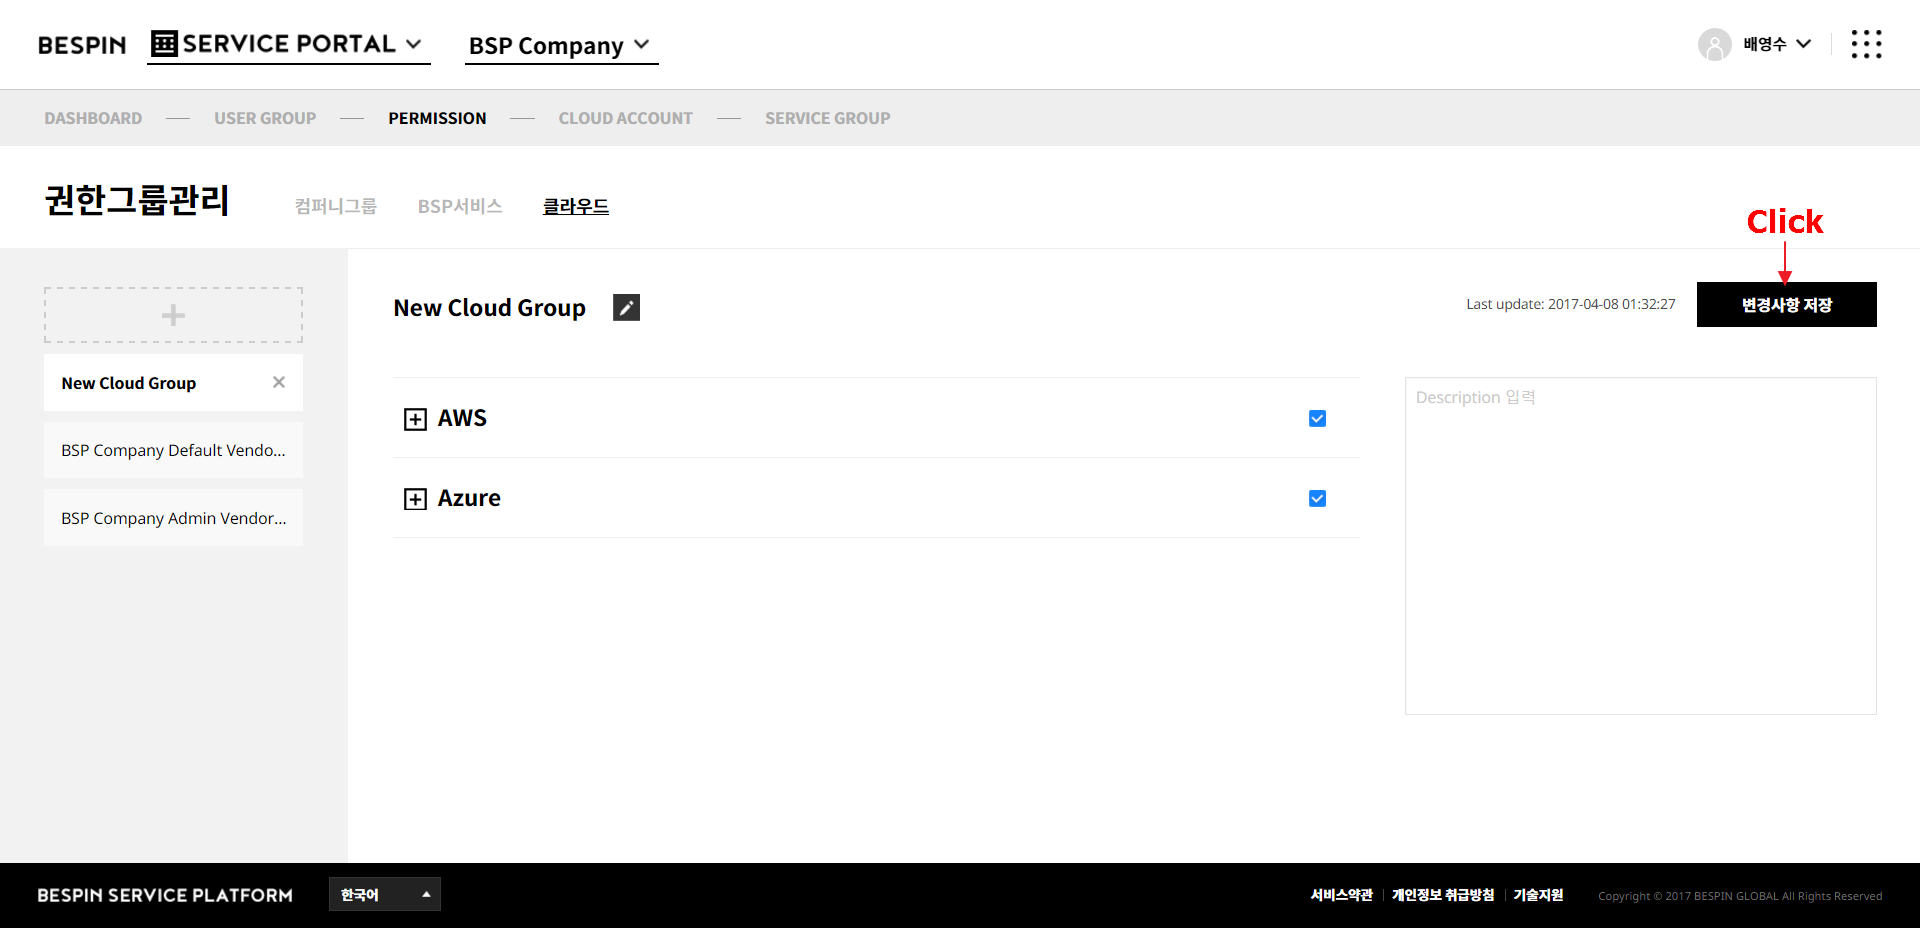 BESPIN SERVICE PORTAL BSP Company 배영수
DASHBOARD USER GROUP PERMISSION CLOUD ACCOUNT SERVICE GROUP
권한그룹관리 컴퍼니그룹 BSP서비스 클라우드
Click
New Cloud Group Last update: 2017-04-08 01:32:27 변경사항 저장
New Cloud Group
BSP Company Default Vendo...
BSP Company Admin Vendor...
AWS
Azure
Description 입력
BESPIN SERVICE PLATFORM 한국어 서비스약관 개인정보 취급방침 기술지원 Copyright © 2017 BESPIN GLOBAL All Rights Reserved